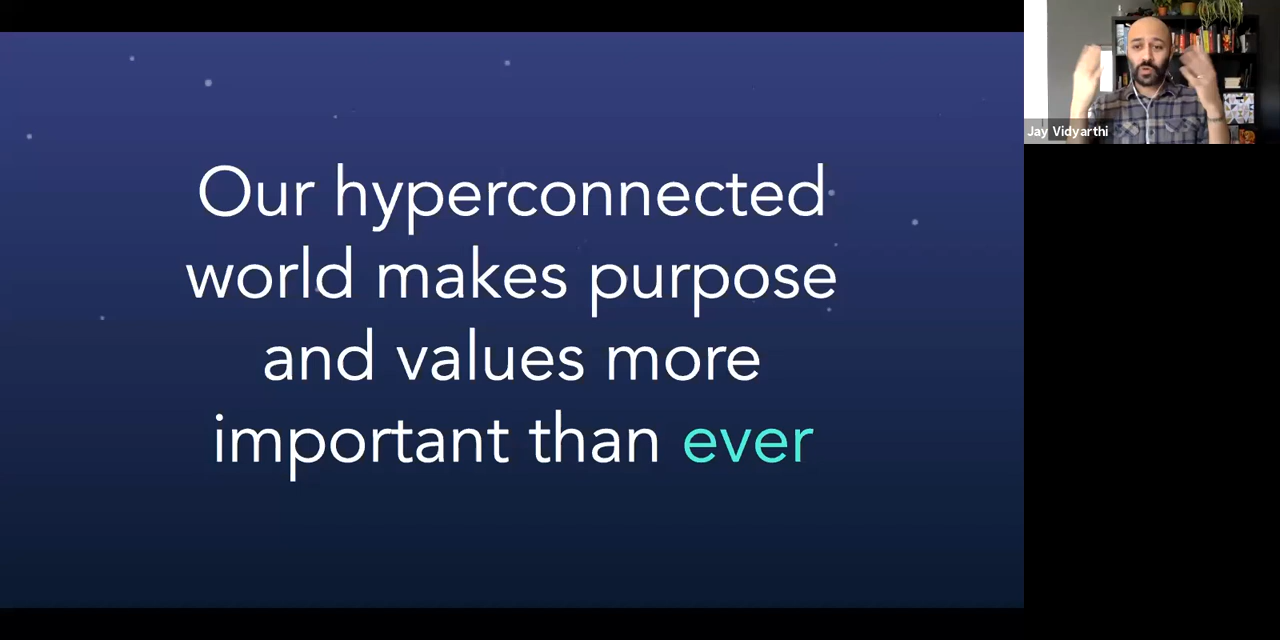 Our hyperconnected
world makes purpose
and values more
important than ever
Jay Vidyarthi